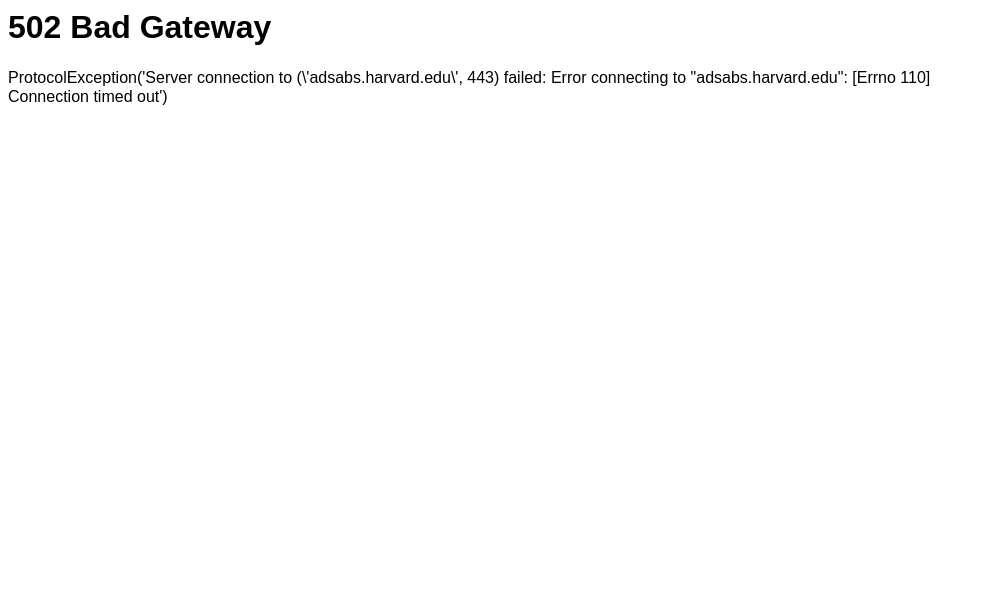 502 Bad Gateway
ProtocolException('Server connection to (\'adsabs.harvard.edu\', 443) failed: Error connecting to "adsabs.harvard.edu": [Errno 110]
Connection timed out')